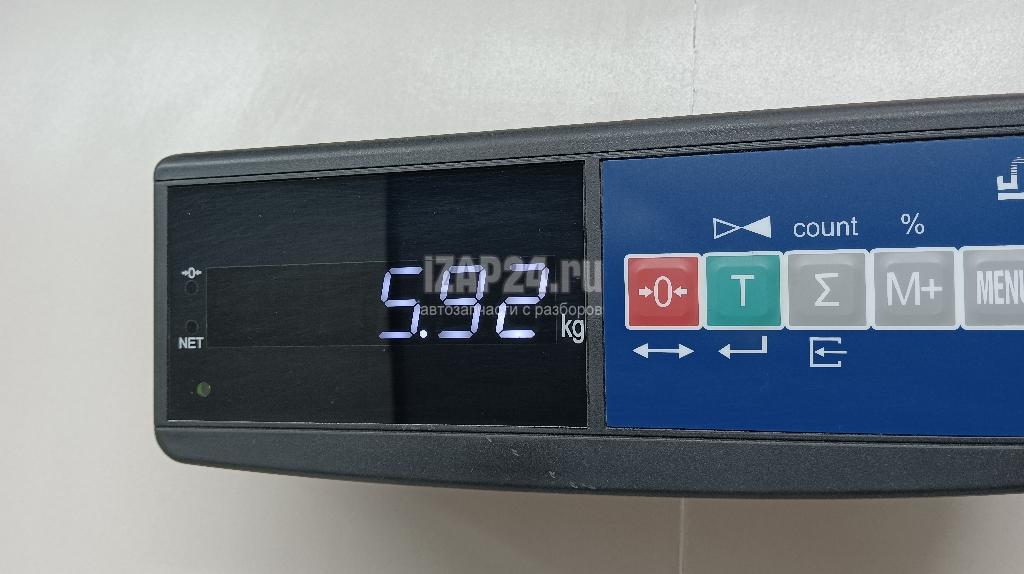 count %
→0← T Σ M+ MENU
→0←
iZAP24.ru
5.92 kg
автозапчасти с разборов
NET